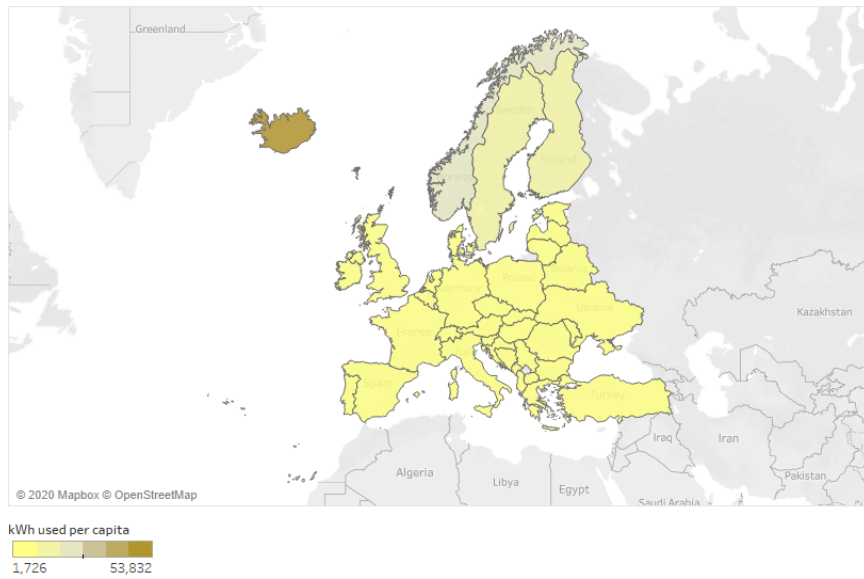 Greenland
Sweden
Norway
Finland
Belarus
Poland
Germany
Ukraine
Kazakhstan
France
Spain
Turkey
Iraq
Iran
Algeria
Libya
Egypt
Pakistan
Saudi Arabia
© 2020 Mapbox © OpenStreetMap
kWh used per capita
1,726 53,832